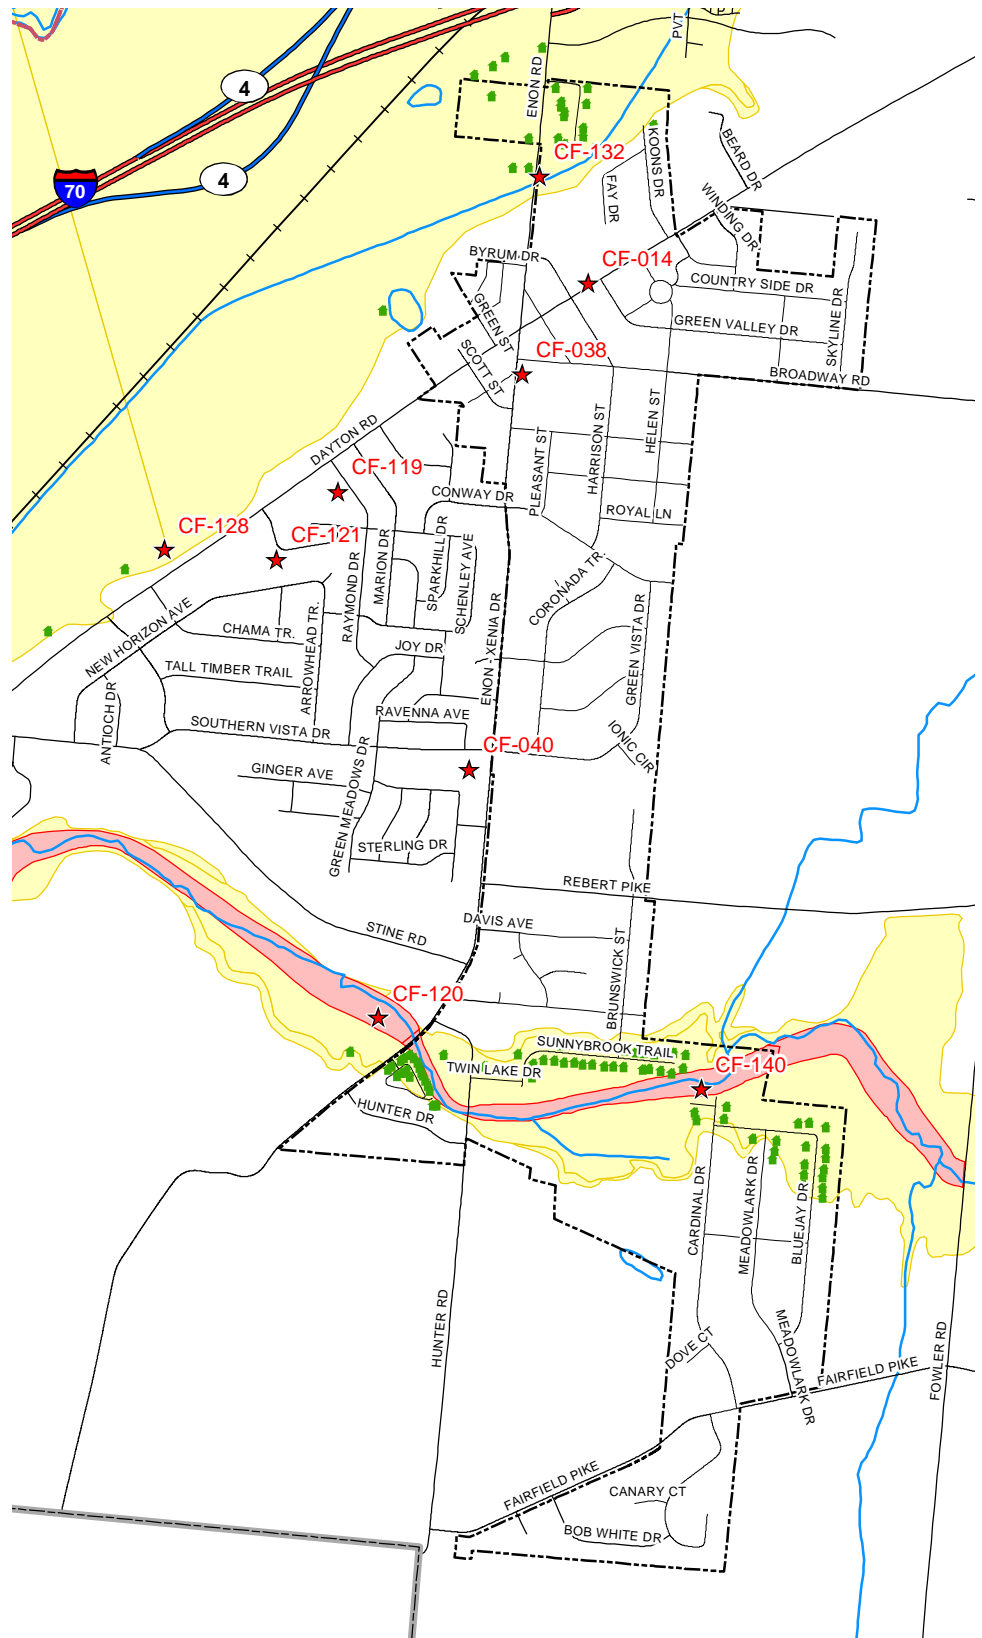 PVT
4
ENON RD
70
4
CF-132
KOONS DR
BEARD DR
FAY DR
WINDING DR
BYRUM DR
CF-014
COUNTRY SIDE DR
GREEN ST
GREEN VALLEY DR
SKYLINE DR
SCOTT ST
CF-038
BROADWAY RD
DAYTON RD
HARRISON ST
HELEN ST
PLEASANT ST
CF-119
CONWAY DR
ROYAL LN
CF-128
CF-121
RAYMOND DR
MARION DR
SPARKHILL DR
SCHENLEY AVE
CORONADA TR.
NEW HORIZON AVE
CHAMA TR.
ARROWHEAD TR.
JOY DR
ENON - XENIA DR
GREEN VISTA DR
TALL TIMBER TRAIL
ANTIOCH DR
RAVENNA AVE
SOUTHERN VISTA DR
CF-040
IONIC CIR
GINGER AVE
GREEN MEADOWS DR
STERLING DR
REBERT PIKE
DAVIS AVE
STINE RD
BRUNSWICK ST
CF-120
SUNNYBROOK TRAIL
TWIN LAKE DR
CF-140
HUNTER DR
CARDINAL DR
MEADOWLARK DR
BLUEJAY DR
HUNTER RD
DOVE CT
MEADOWLARK DR
FAIRFIELD PIKE
FOWLER RD
FAIRFIELD PIKE
CANARY CT
BOB WHITE DR